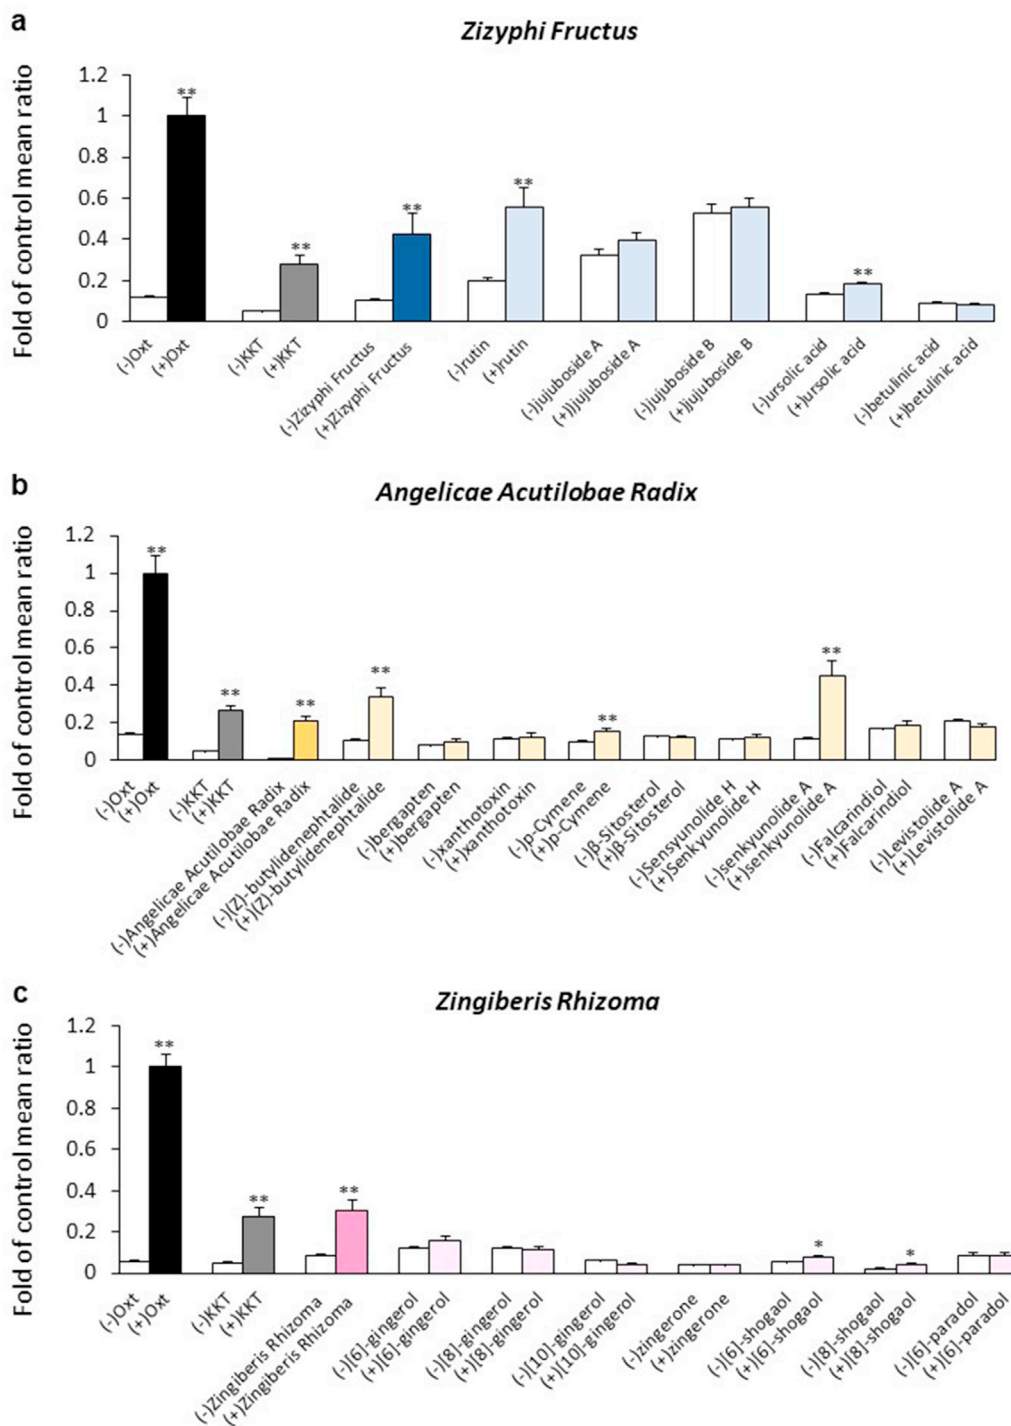 a
Zizyphi Fructus
Fold of control mean ratio
1.2
1
0.8
0.6
0.4
0.2
0
**
**
**
**
**
(-)Oxt
(+)Oxt
(-)KKT
(+)KKT
(-)Zizyphi Fructus
(+)Zizyphi Fructus
(-)rutin
(+)rutin
(-)jujuboside A
(+)jujuboside A
(-)jujuboside B
(+)jujuboside B
(-)ursolic acid
(+)ursolic acid
(-)betulinic acid
(+)betulinic acid
b
Angelicae Acutilobae Radix
Fold of control mean ratio
1.2
1
0.8
0.6
0.4
0.2
0
**
**
**
**
**
**
(-)Oxt
(+)Oxt
(-)KKT
(+)KKT
(-)Angelicae Acutilobae Radix
(+)Angelicae Acutilobae Radix
(-)(Z)-butylidenephtalide
(+)(Z)-butylidenephtalide
(-)bergapten
(+)bergapten
(-)xanthotoxin
(+)xanthotoxin
(-)p-Cymene
(+)p-Cymene
(-)β-Sitosterol
(+)β-Sitosterol
(-)Sensyunolide H
(+)Senkyunolide H
(-)senkyunolide A
(+)senkyunolide A
(-)Falcarindiol
(+)Falcarindiol
(-)Levistolide A
(+)Levistolide A
c
Zingiberis Rhizoma
Fold of control mean ratio
1.2
1
0.8
0.6
0.4
0.2
0
**
**
**
*
*
(-)Oxt
(+)Oxt
(-)KKT
(+)KKT
(-)Zingiberis Rhizoma
(+)Zingiberis Rhizoma
(-)[6]-gingerol
(+)[6]-gingerol
(-)[8]-gingerol
(+)[8]-gingerol
(-)[10]-gingerol
(+)[10]-gingerol
(-)zingerone
(+)zingerone
(-)[6]-shogaol
(+)[6]-shogaol
(-)[8]-shogaol
(+)[8]-shogaol
(-)[6]-paradol
(+)[6]-paradol